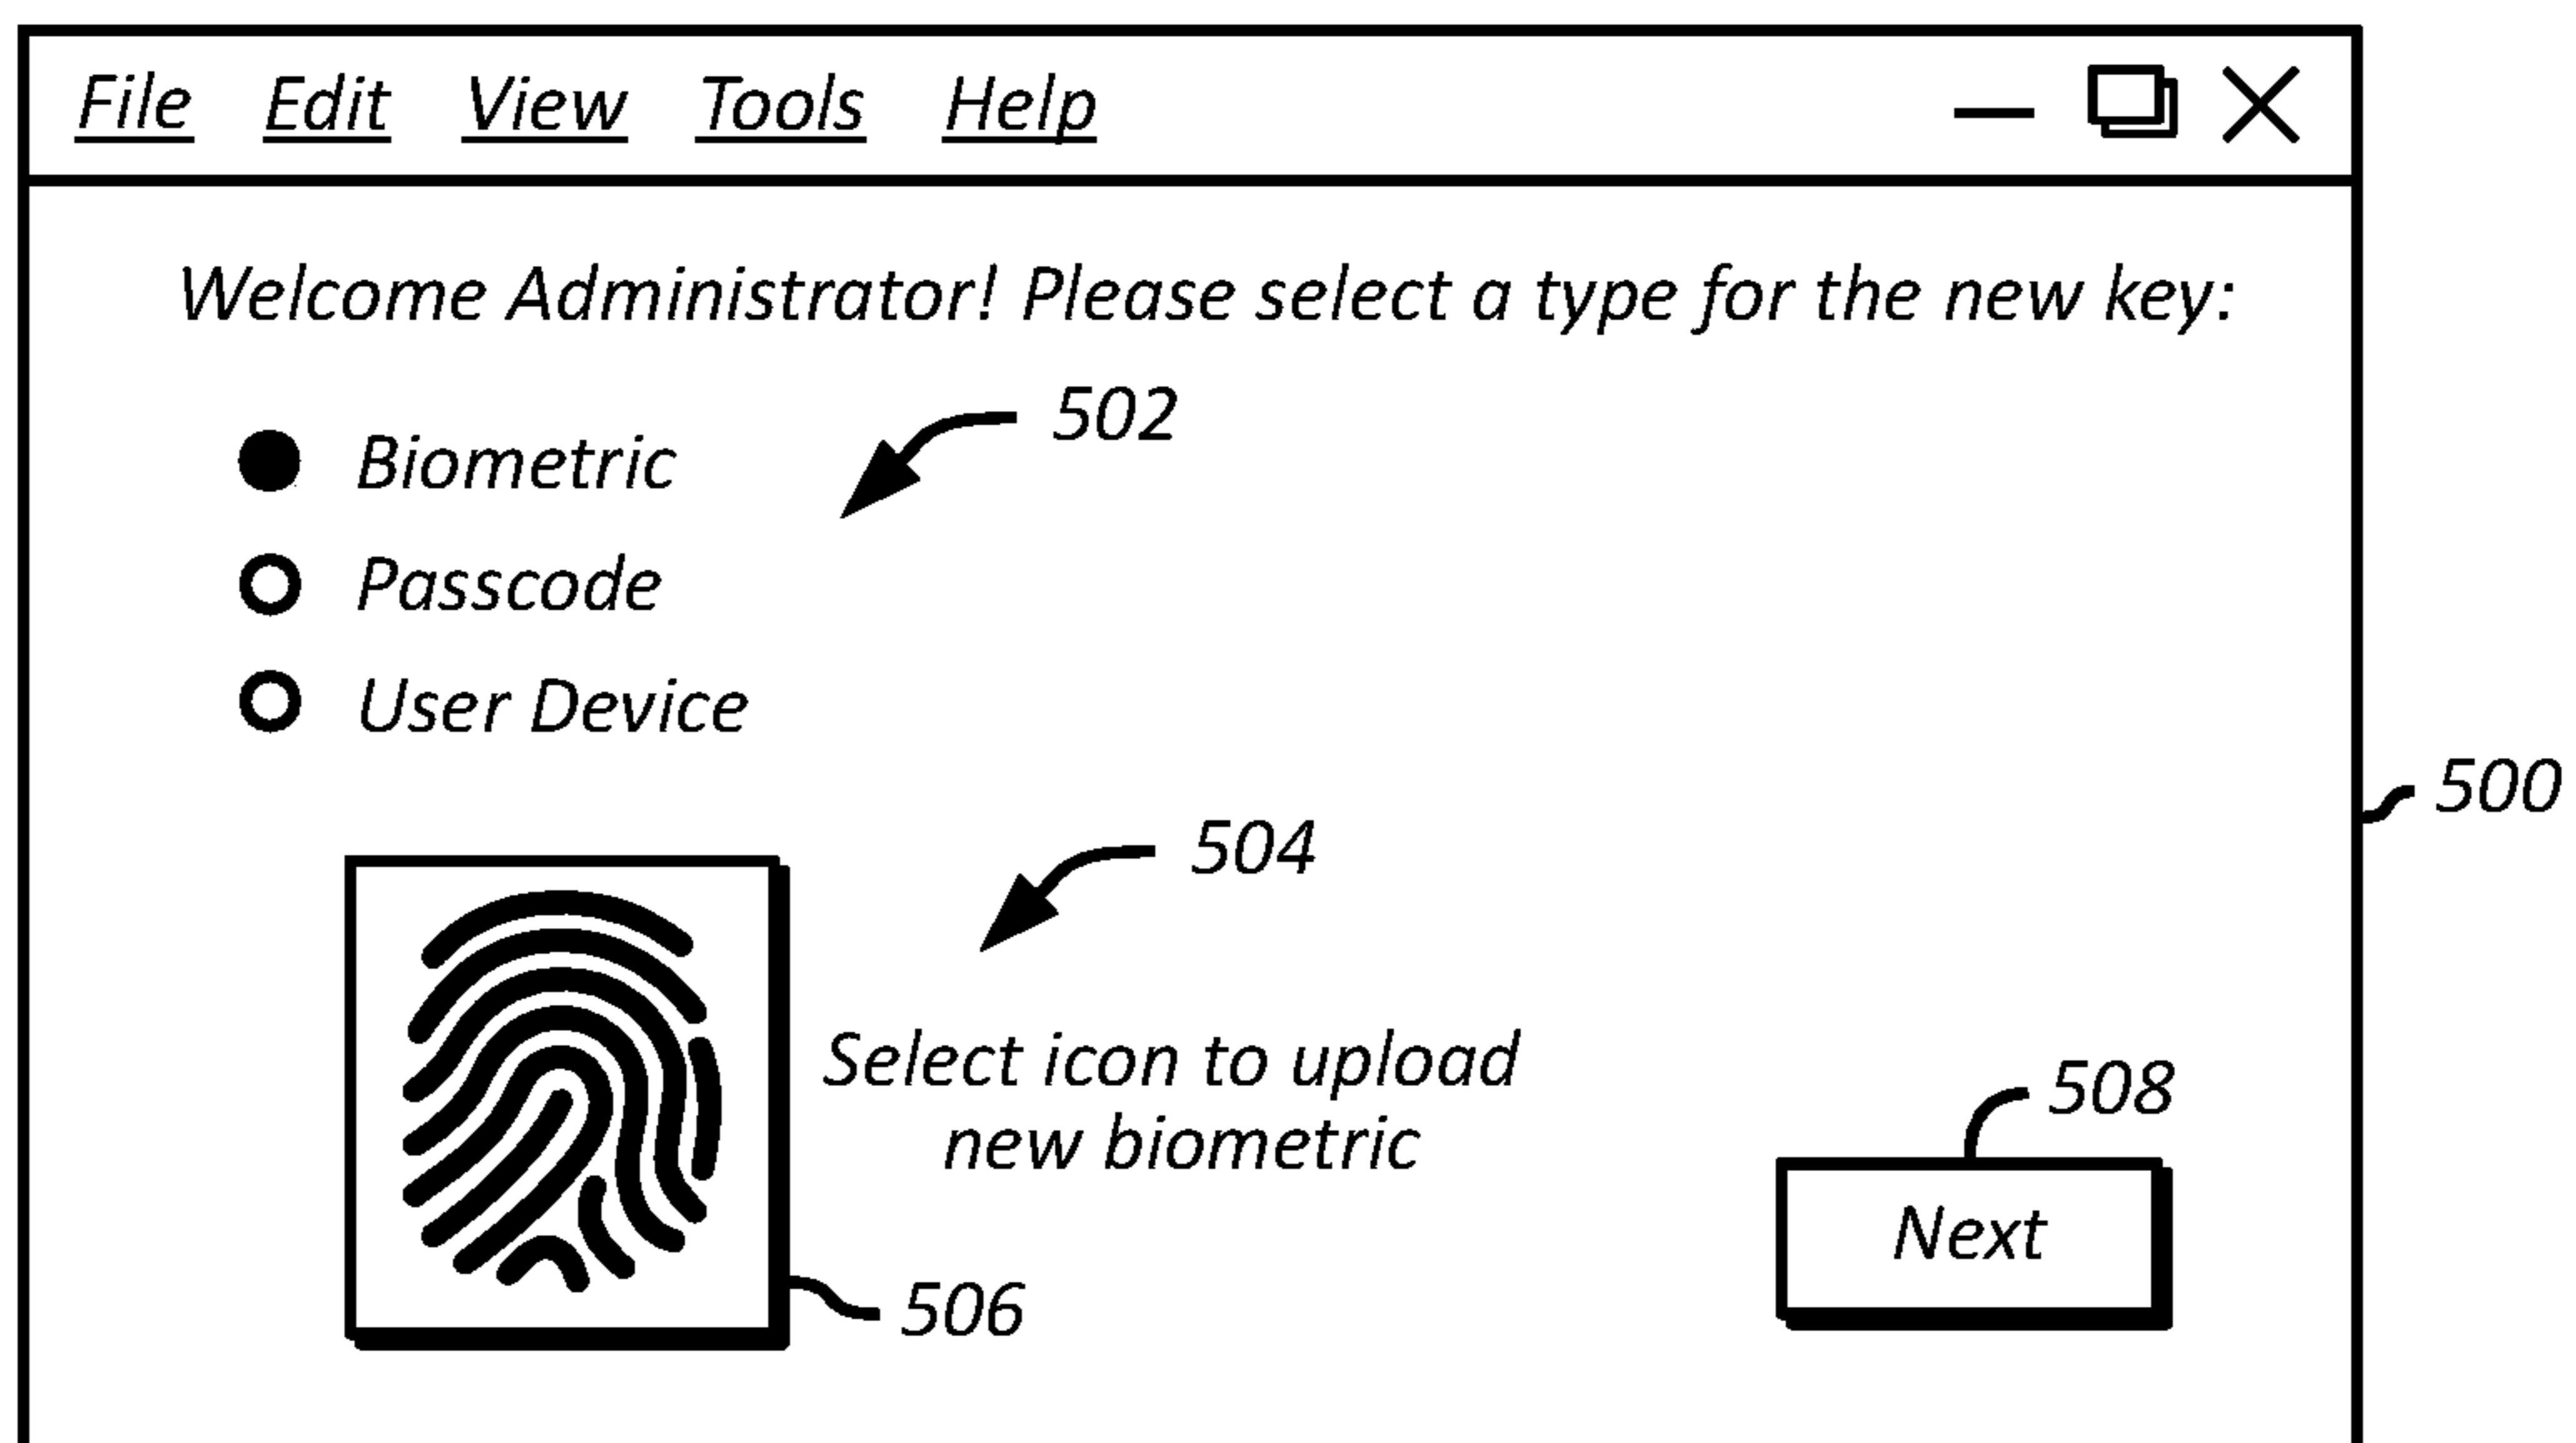 File Edit View Tools Help
Welcome Administrator! Please select a type for the new key:
502
Biometric
Passcode
User Device
500
504
Select icon to upload
new biometric
508
Next
506